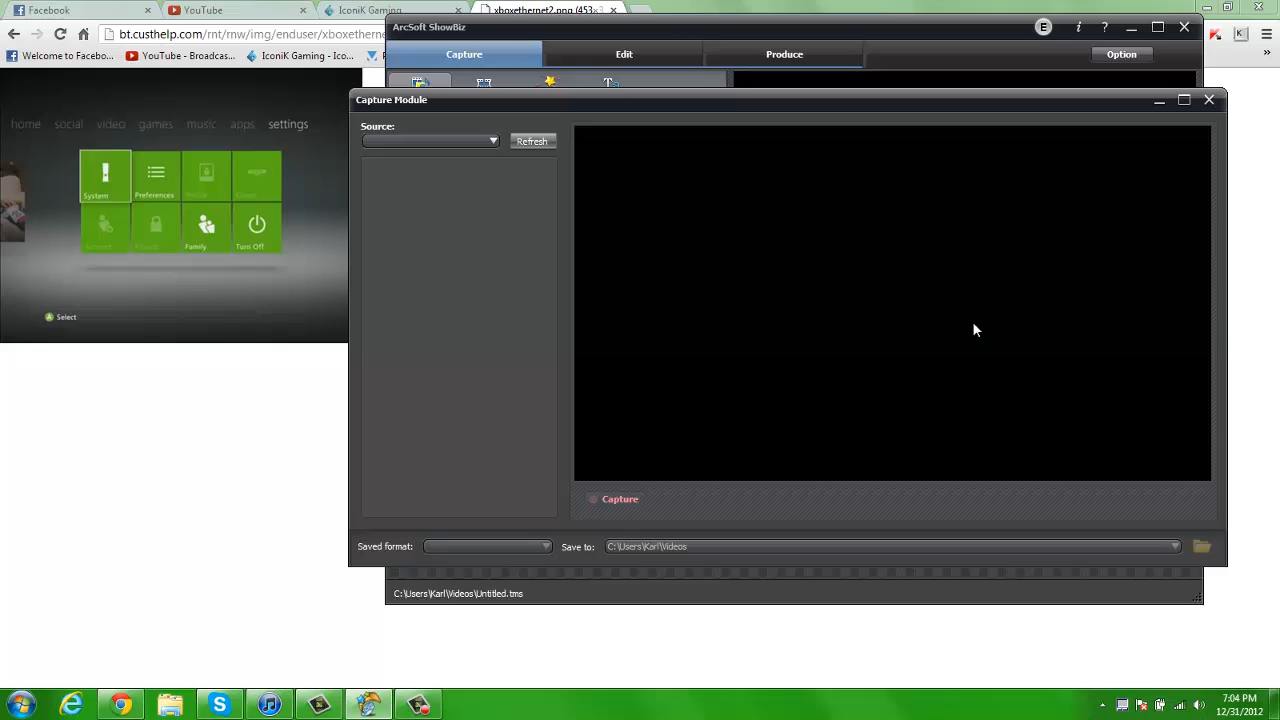 Facebook
YouTube
IconiK Gaming
xboxethernet2.png (453×3
bt.custhelp.com/rnt/rnw/img/enduser/xboxetherne
Welcome to Facebook...
YouTube - Broadcas...
IconiK Gaming - Ico...
ArcSoft ShowBiz
E
i
?
Capture
Edit
Produce
Option
Capture Module
Source:
Refresh
Capture
Saved format:
Save to:
C:\Users\Karl\Videos
C:\Users\Karl\Videos\Untitled.tms
home social video games music apps settings
System
Preferences
Family
Turn Off
A Select
7:04 PM
12/31/2012